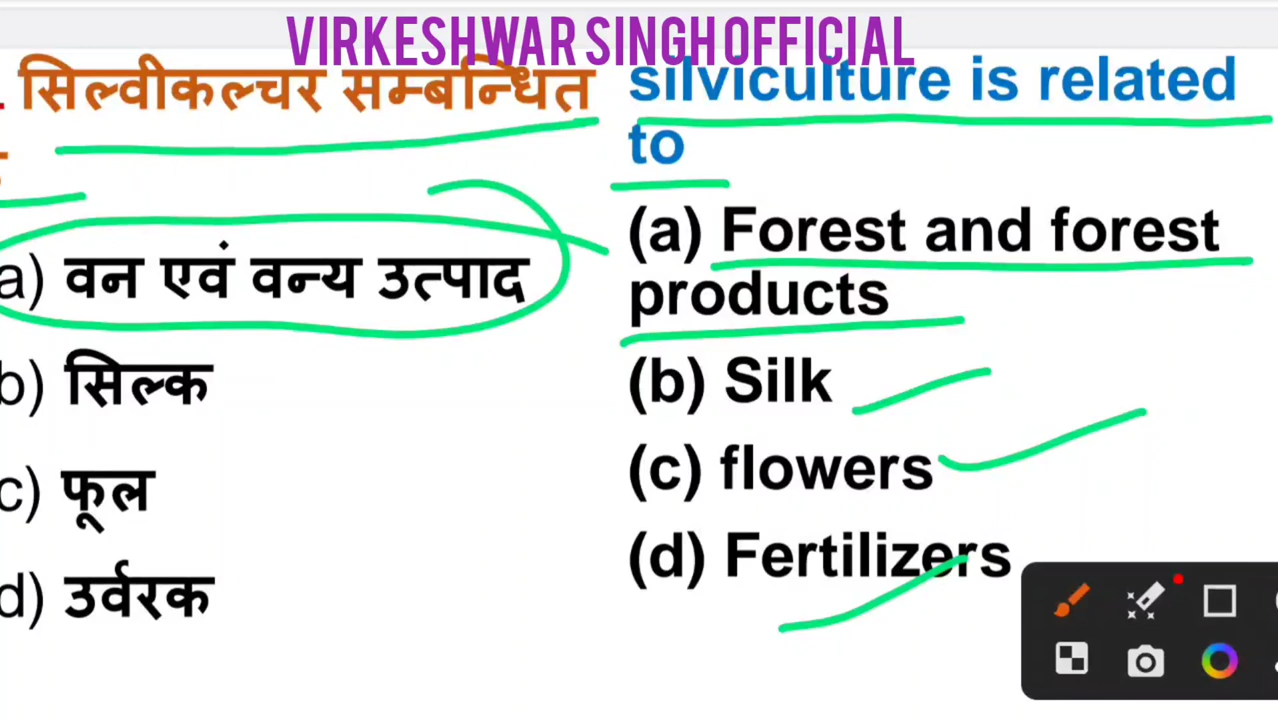 VIRKESHWAR SINGH OFFICIAL
सिल्वीकल्चर सम्बन्धित
a) वन एवं वन्य उत्पाद
b) सिल्क
c) फूल
d) उर्वरक
silviculture is related
to
(a) Forest and forest
products
(b) Silk
(c) flowers
(d) Fertilizers